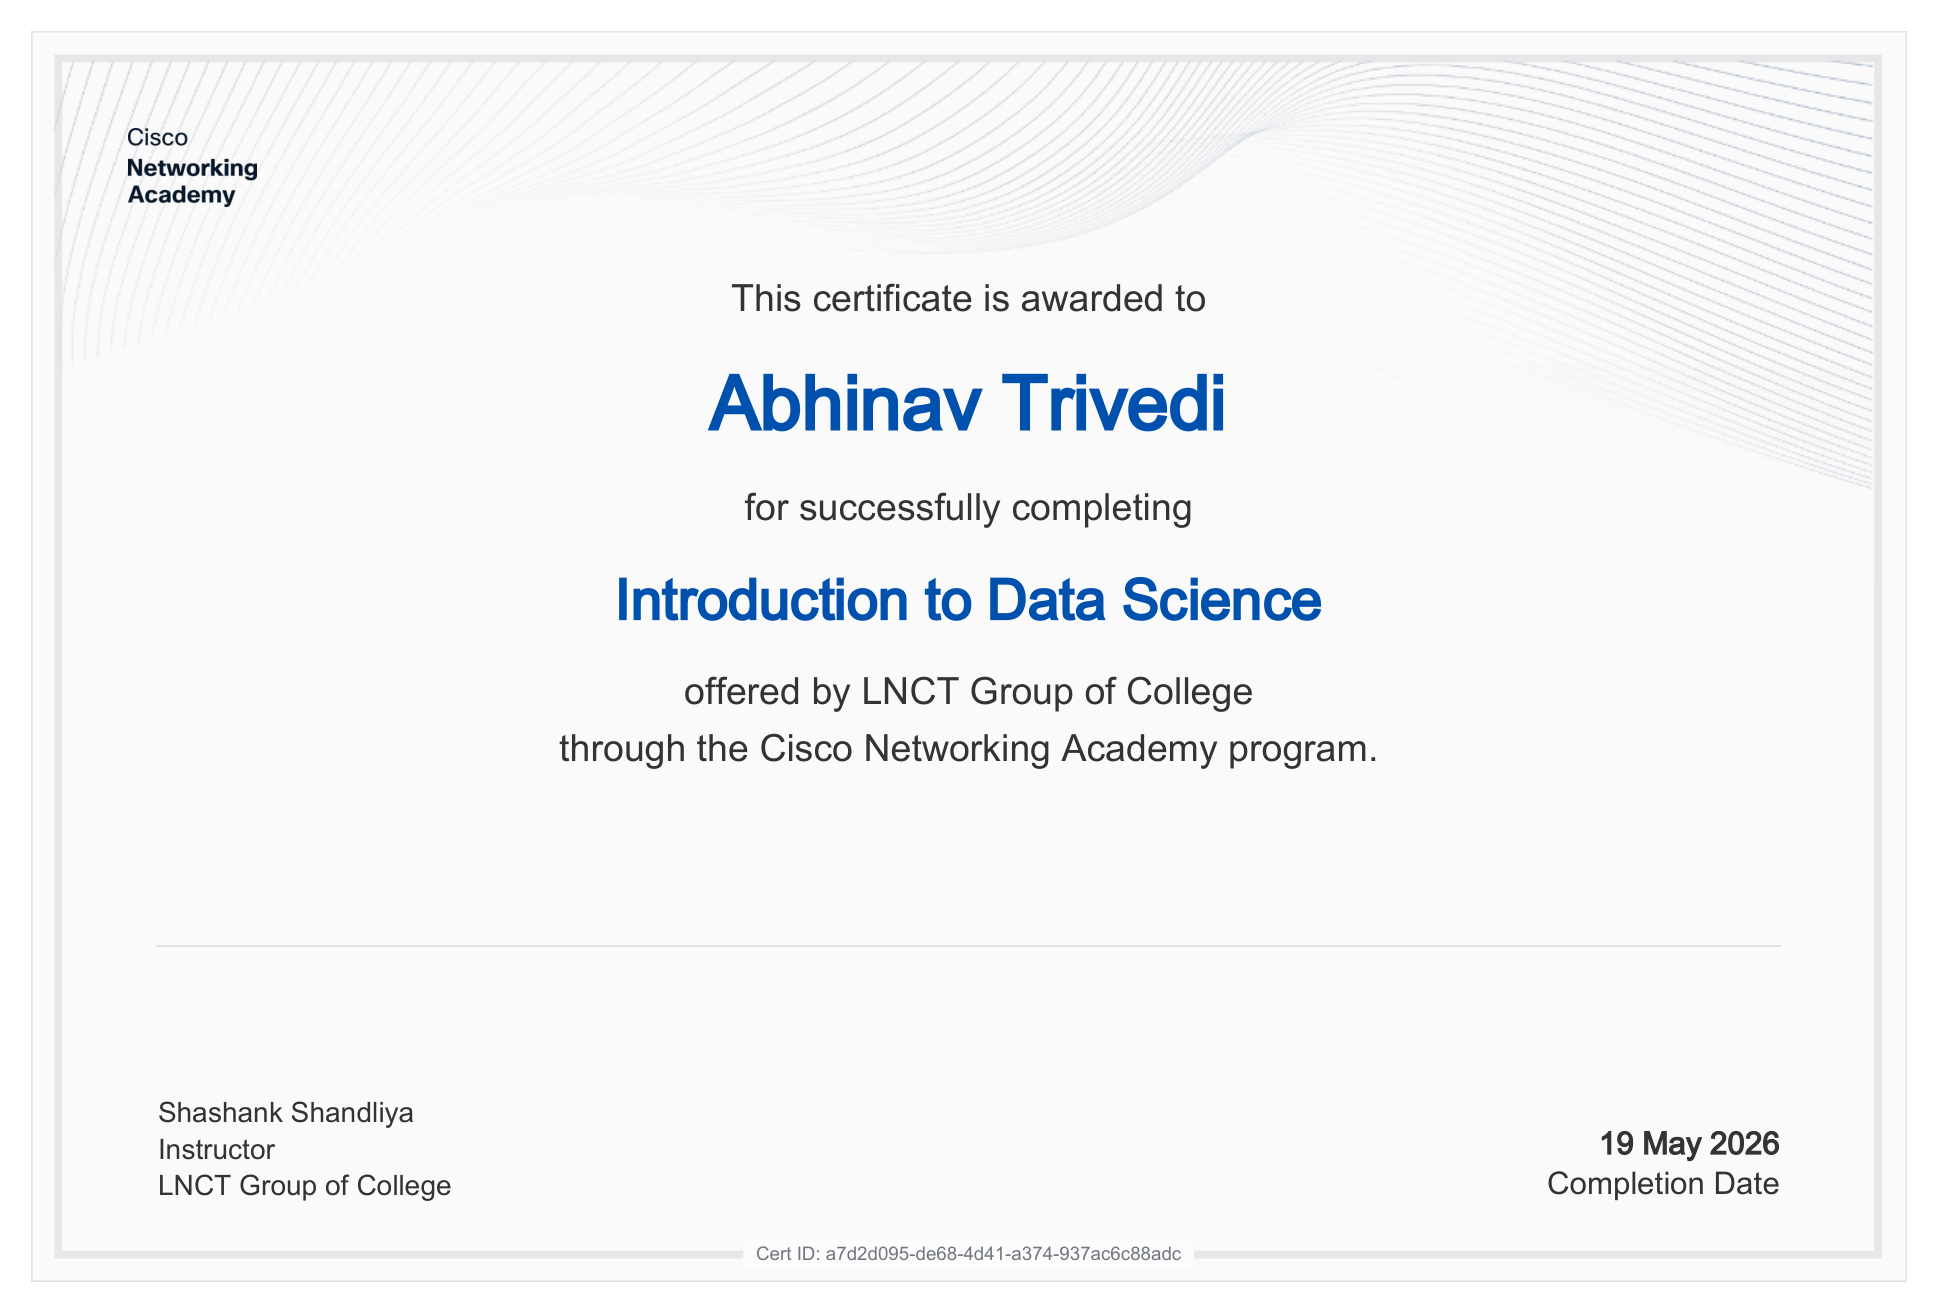 Cisco
Networking
Academy
This certificate is awarded to
Abhinav Trivedi
for successfully completing
Introduction to Data Science
offered by LNCT Group of College
through the Cisco Networking Academy program.
Shashank Shandliya
Instructor
LNCT Group of College
19 May 2026
Completion Date
Cert ID: a7d2d095-de68-4d41-a374-937ac6c88adc